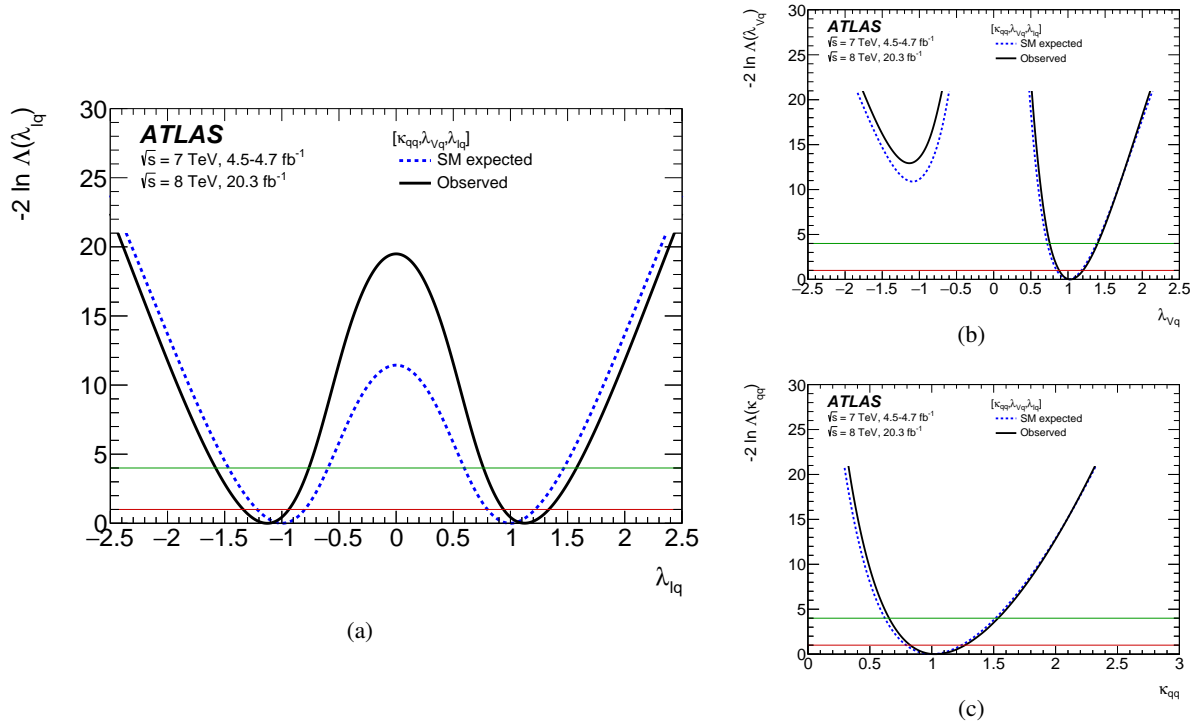 -2 ln Λ(λlq)
30
25
20
15
10
5
0
ATLAS
√s = 7 TeV, 4.5-4.7 fb-1
√s = 8 TeV, 20.3 fb-1
[κqq,λVq,λlq]
SM expected
Observed
−2.5 −2 −1.5 −1 −0.5 0 0.5 1 1.5 2 2.5
λlq
(a)
-2 ln Λ(λVq)
30
25
20
15
10
5
0
ATLAS
√s = 7 TeV, 4.5-4.7 fb-1
√s = 8 TeV, 20.3 fb-1
[κqq,λVq,λlq]
SM expected
Observed
−2.5 −2 −1.5 −1 −0.5 0 0.5 1 1.5 2 2.5
λVq
(b)
-2 ln Λ(κqq)
30
25
20
15
10
5
0
ATLAS
√s = 7 TeV, 4.5-4.7 fb-1
√s = 8 TeV, 20.3 fb-1
[κqq,λVq,λlq]
SM expected
Observed
0 0.5 1 1.5 2 2.5 3
κqq
(c)